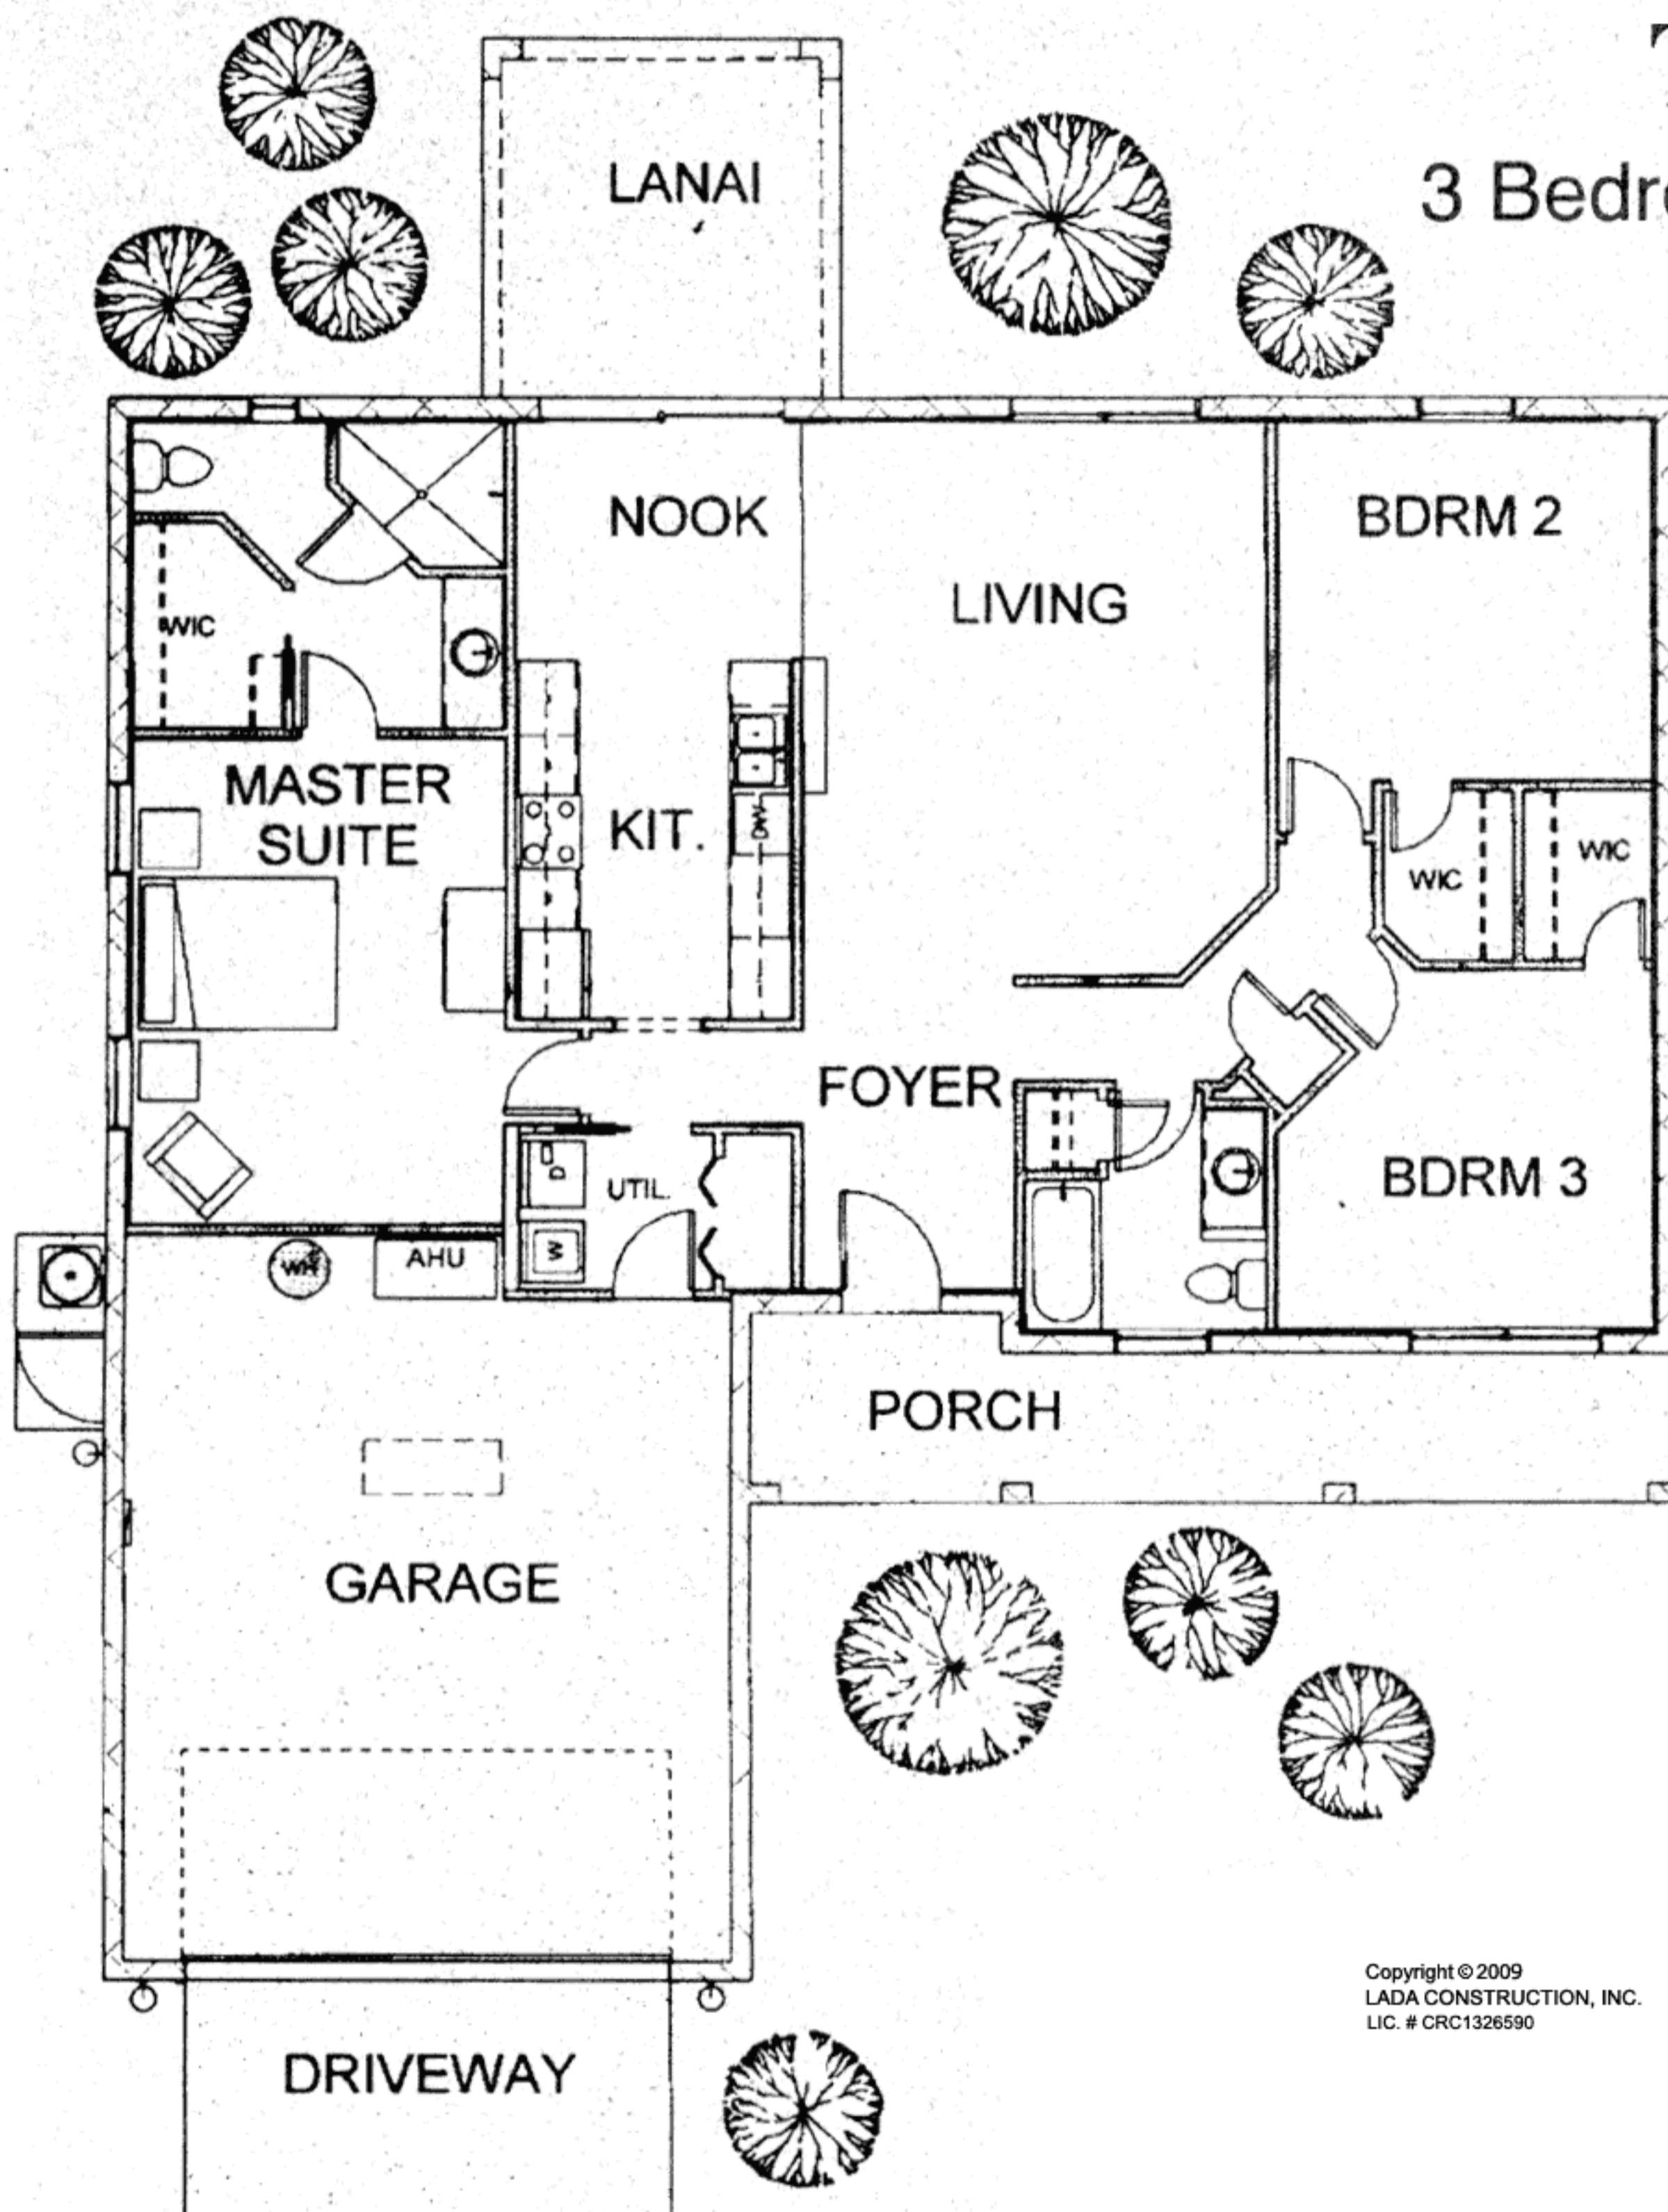 LANAI
3 Bedr
NOOK
BDRM 2
LIVING
WIC
MASTER
SUITE
KIT.
DW
WIC
WIC
FOYER
D
UTIL.
BDRM 3
W
WH
AHU
PORCH
GARAGE
Copyright © 2009
LADA CONSTRUCTION, INC.
LIC. # CRC1326590
DRIVEWAY